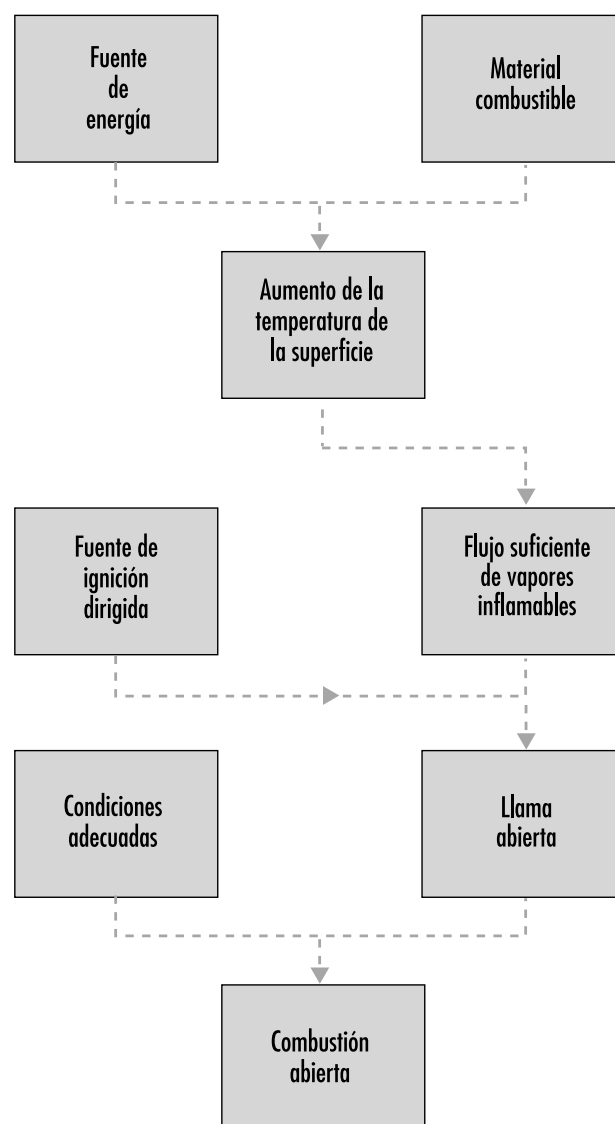 Fuente
de
energía
Material
combustible
Aumento de la
temperatura de
la superficie
Fuente de
ignición
dirigida
Flujo suficiente
de vapores
inflamables
Condiciones
adecuadas
Llama
abierta
Combustión
abierta